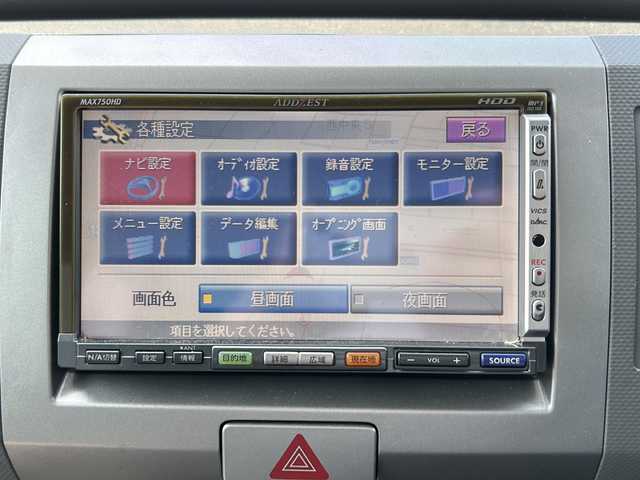 MAX750HD
ADDZEST
HDD
MP3
各種設定
戻る
PWR
ナビ設定
オーディオ設定
録音設定
モニター設定
開/閉
メニュー設定
データ編集
オープニング画面
VICS
REC
画面色
昼画面
夜画面
発話
項目を選択してください。
N/A切替
設定
情報
目的地
詳細
広域
現在地
− VOL +
SOURCE